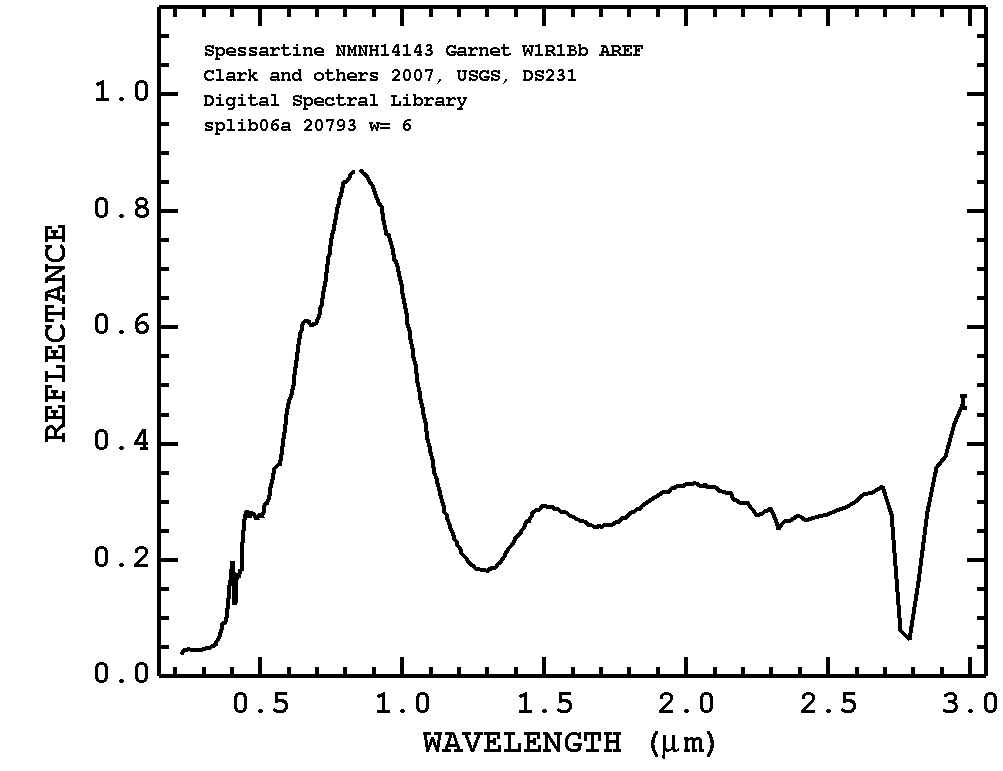 Spessartine NMNH14143 Garnet W1R1Bb AREF
Clark and others 2007, USGS, DS231
Digital Spectral Library
splib06a 20793 w= 6
REFLECTANCE
1.0
0.8
0.6
0.4
0.2
0.0
0.5 1.0 1.5 2.0 2.5 3.0
WAVELENGTH (μm)